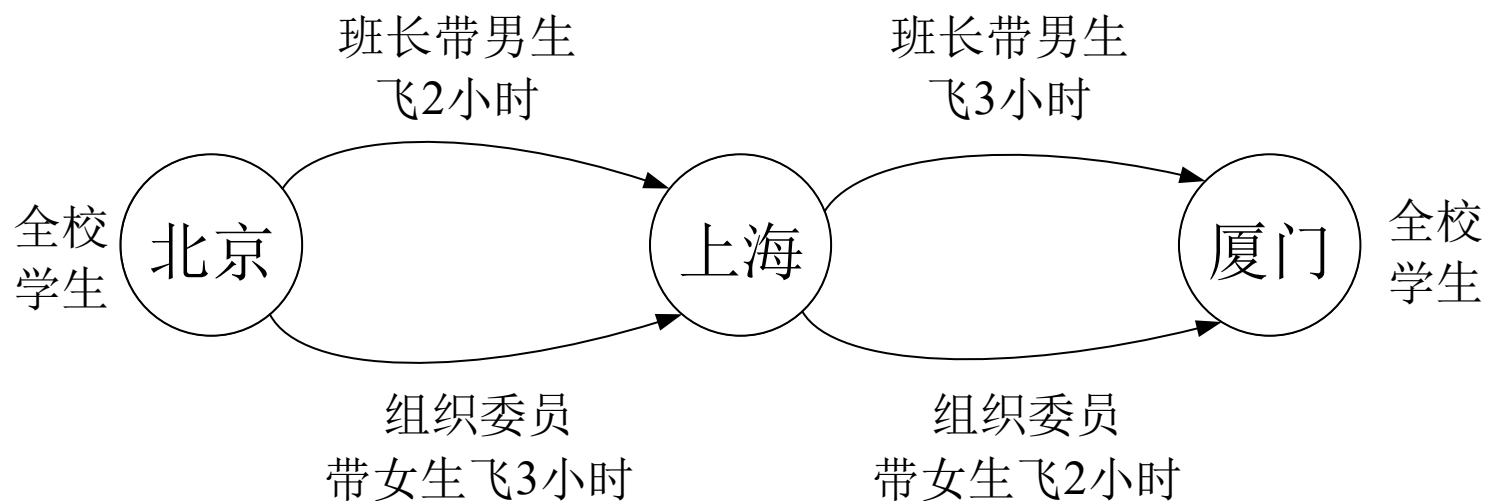 班长带男生
飞2小时
班长带男生
飞3小时
全校
学生
北京
上海
厦门
全校
学生
组织委员
带女生飞3小时
组织委员
带女生飞2小时